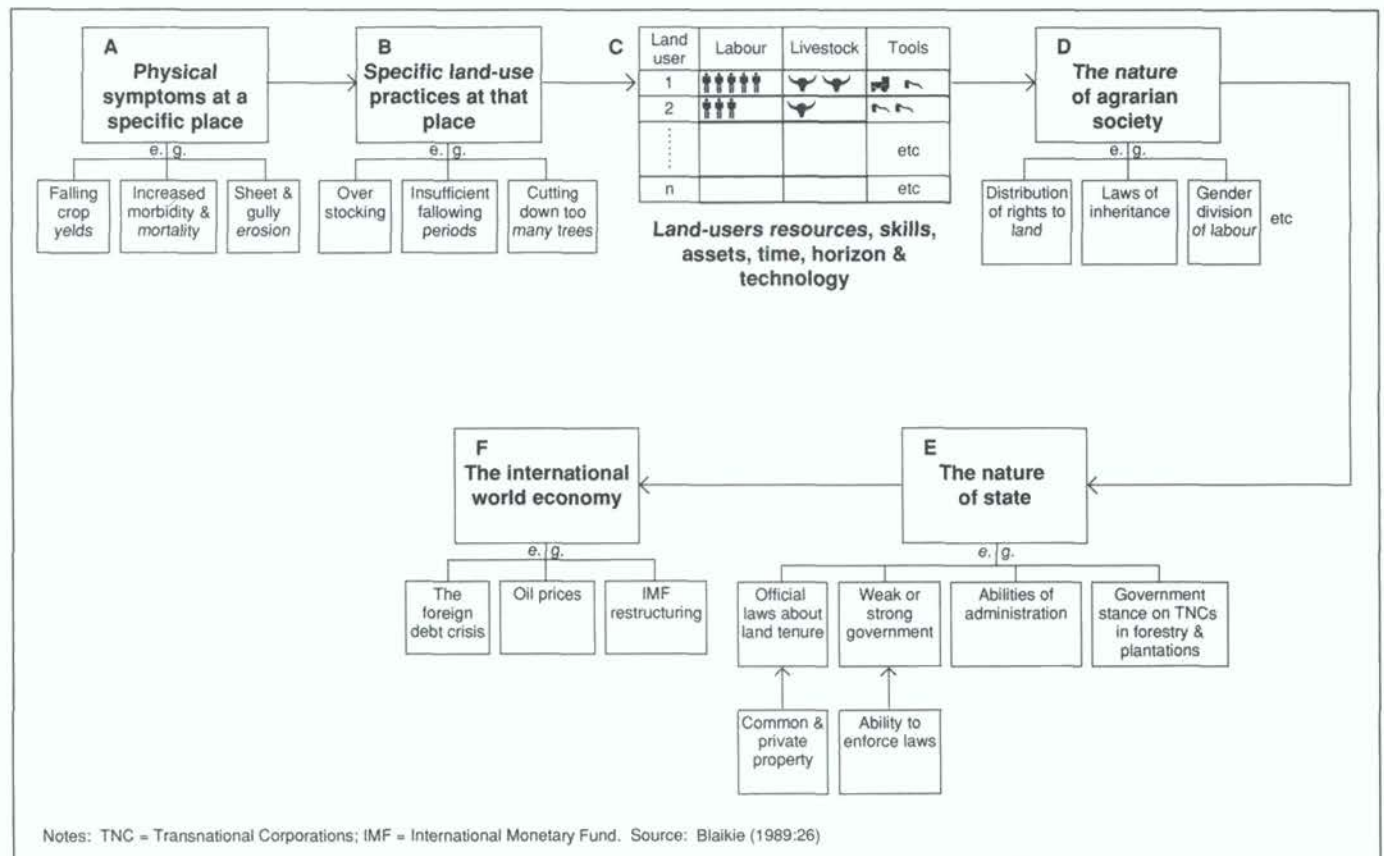 A
Physical
symptoms at a
specific place
e. g.
Falling
crop
yelds
Increased
morbidity &
mortality
Sheet &
gully
erosion
B
Specific land-use
practices at that
place
e. g.
Over
stocking
Insufficient
fallowing
periods
Cutting
down too
many trees
C
Land
user
Labour
Livestock
Tools
1
2
etc
n
etc
Land-users resources, skills,
assets, time, horizon &
technology
D
The nature
of agrarian
society
e. g.
Distribution
of rights to
land
Laws of
inheritance
Gender
division
of labour
etc
F
The international
world economy
e. g.
The
foreign
debt crisis
Oil prices
IMF
restructuring
E
The nature
of state
e. g.
Official
laws about
land tenure
Weak or
strong
government
Abilities of
administration
Government
stance on TNCs
in forestry &
plantations
Common &
private
property
Ability to
enforce laws
Notes: TNC = Transnational Corporations; IMF = International Monetary Fund. Source: Blaikie (1989:26)